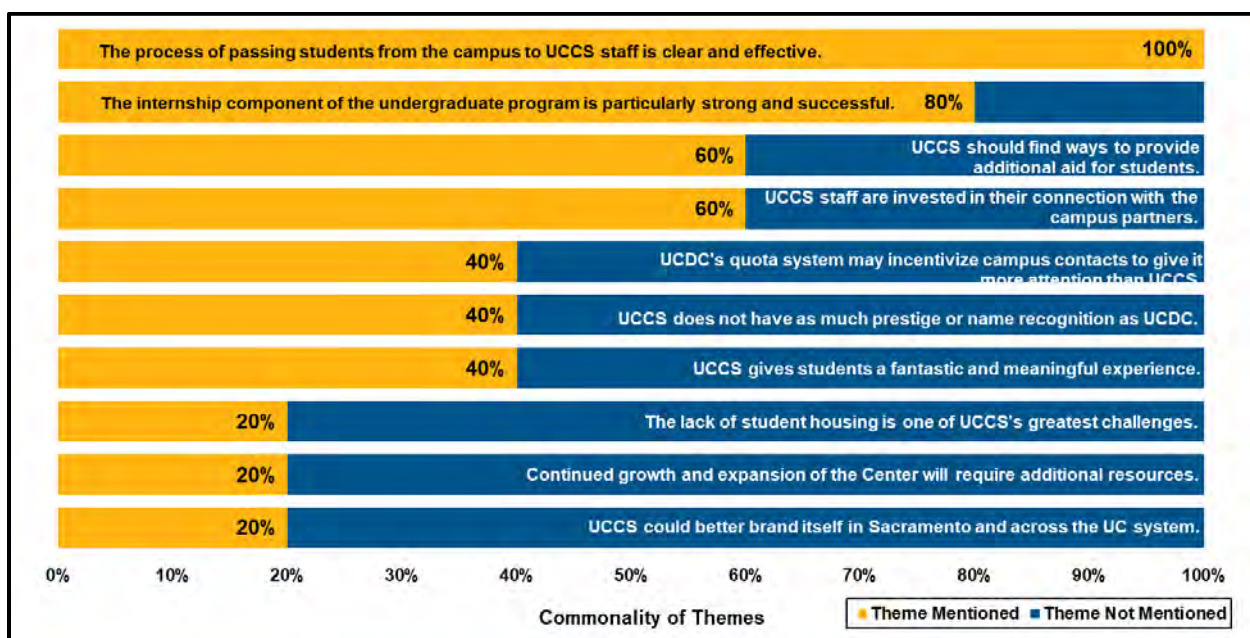 The process of passing students from the campus to UCCS staff is clear and effective. 100%
The internship component of the undergraduate program is particularly strong and successful. 80%
60% UCCS should find ways to provide
additional aid for students.
60% UCCS staff are invested in their connection with the
campus partners.
40% UCDC's quota system may incentivize campus contacts to give it
more attention than UCCS.
40% UCCS does not have as much prestige or name recognition as UCDC.
40% UCCS gives students a fantastic and meaningful experience.
20% The lack of student housing is one of UCCS's greatest challenges.
20% Continued growth and expansion of the Center will require additional resources.
20% UCCS could better brand itself in Sacramento and across the UC system.
0% 10% 20% 30% 40% 50% 60% 70% 80% 90% 100%
Commonality of Themes
Theme Mentioned Theme Not Mentioned